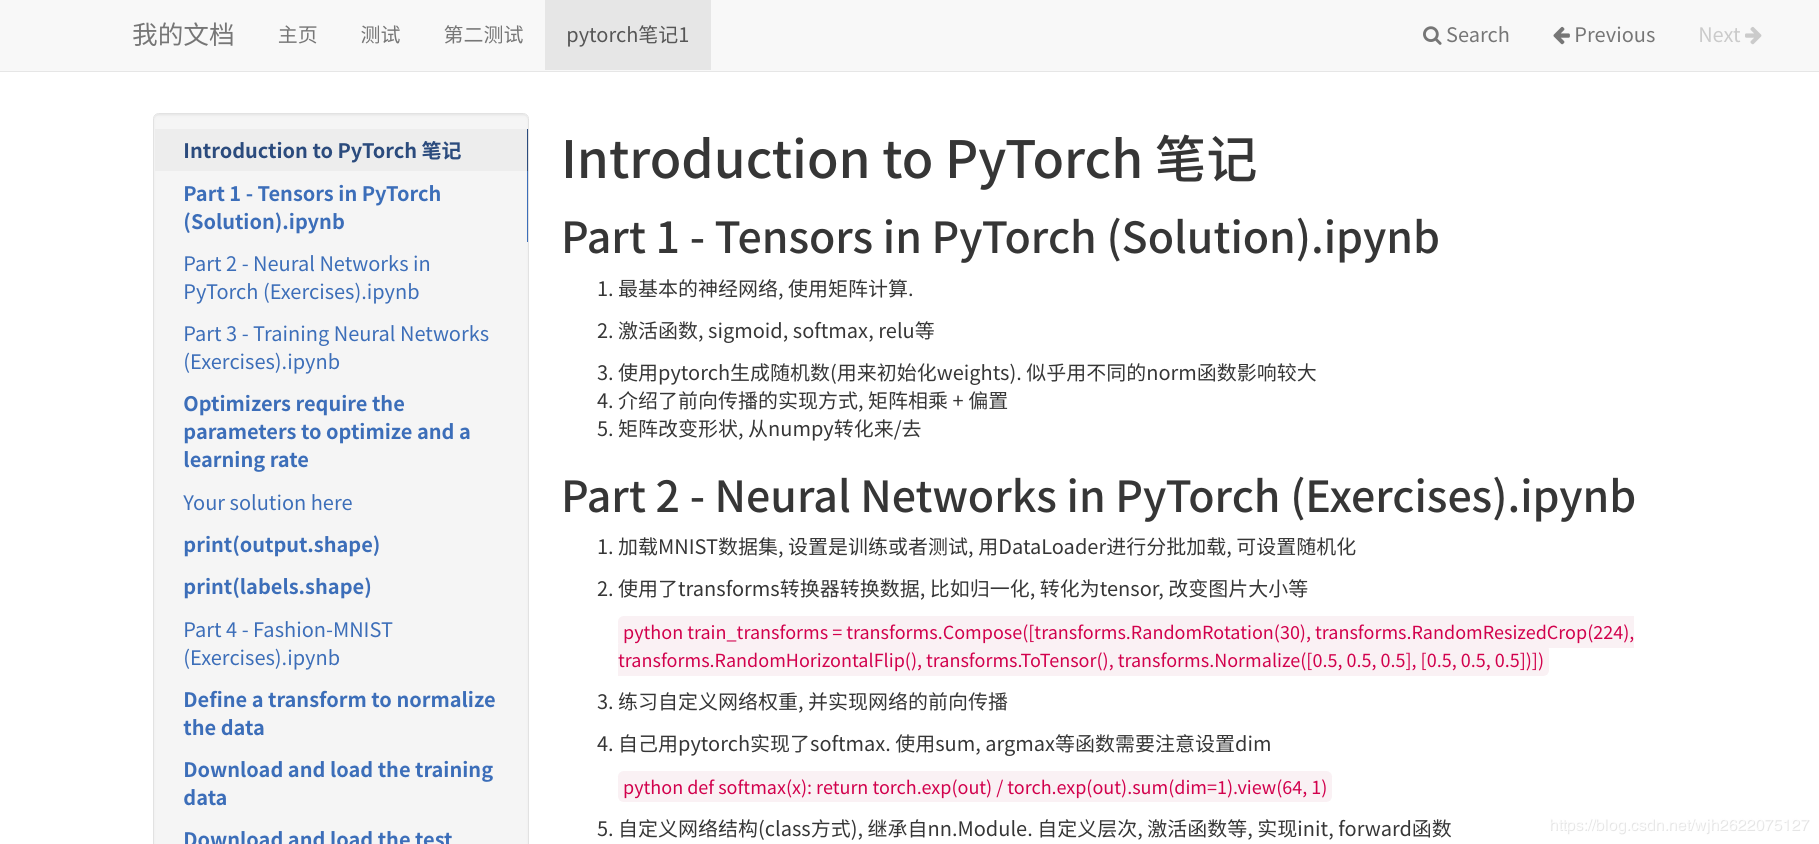 我的文档 主页 测试 第二测试 pytorch笔记1 Search Previous Next
Introduction to PyTorch 笔记
Part 1 - Tensors in PyTorch
(Solution).ipynb
Part 2 - Neural Networks in
PyTorch (Exercises).ipynb
Part 3 - Training Neural Networks
(Exercises).ipynb
Optimizers require the
parameters to optimize and a
learning rate
Your solution here
print(output.shape)
print(labels.shape)
Part 4 - Fashion-MNIST
(Exercises).ipynb
Define a transform to normalize
the data
Download and load the training
data
Download and load the test
Introduction to PyTorch 笔记
Part 1 - Tensors in PyTorch (Solution).ipynb
1. 最基本的神经网络, 使用矩阵计算.
2. 激活函数, sigmoid, softmax, relu等
3. 使用pytorch生成随机数(用来初始化weights). 似乎用不同的norm函数影响较大
4. 介绍了前向传播的实现方式, 矩阵相乘 + 偏置
5. 矩阵改变形状, 从numpy转化来/去
Part 2 - Neural Networks in PyTorch (Exercises).ipynb
1. 加载MNIST数据集, 设置是训练或者测试, 用DataLoader进行分批加载, 可设置随机化
2. 使用了transforms转换器转换数据, 比如归一化, 转化为tensor, 改变图片大小等
python train_transforms = transforms.Compose([transforms.RandomRotation(30), transforms.RandomResizedCrop(224),
transforms.RandomHorizontalFlip(), transforms.ToTensor(), transforms.Normalize([0.5, 0.5, 0.5], [0.5, 0.5, 0.5])])
3. 练习自定义网络权重, 并实现网络的前向传播
4. 自己用pytorch实现了softmax. 使用sum, argmax等函数需要注意设置dim
python def softmax(x): return torch.exp(out) / torch.exp(out).sum(dim=1).view(64, 1)
5. 自定义网络结构(class方式), 继承自nn.Module. 自定义层次, 激活函数等, 实现init, forward函数
https://blog.csdn.net/wjh2622075127